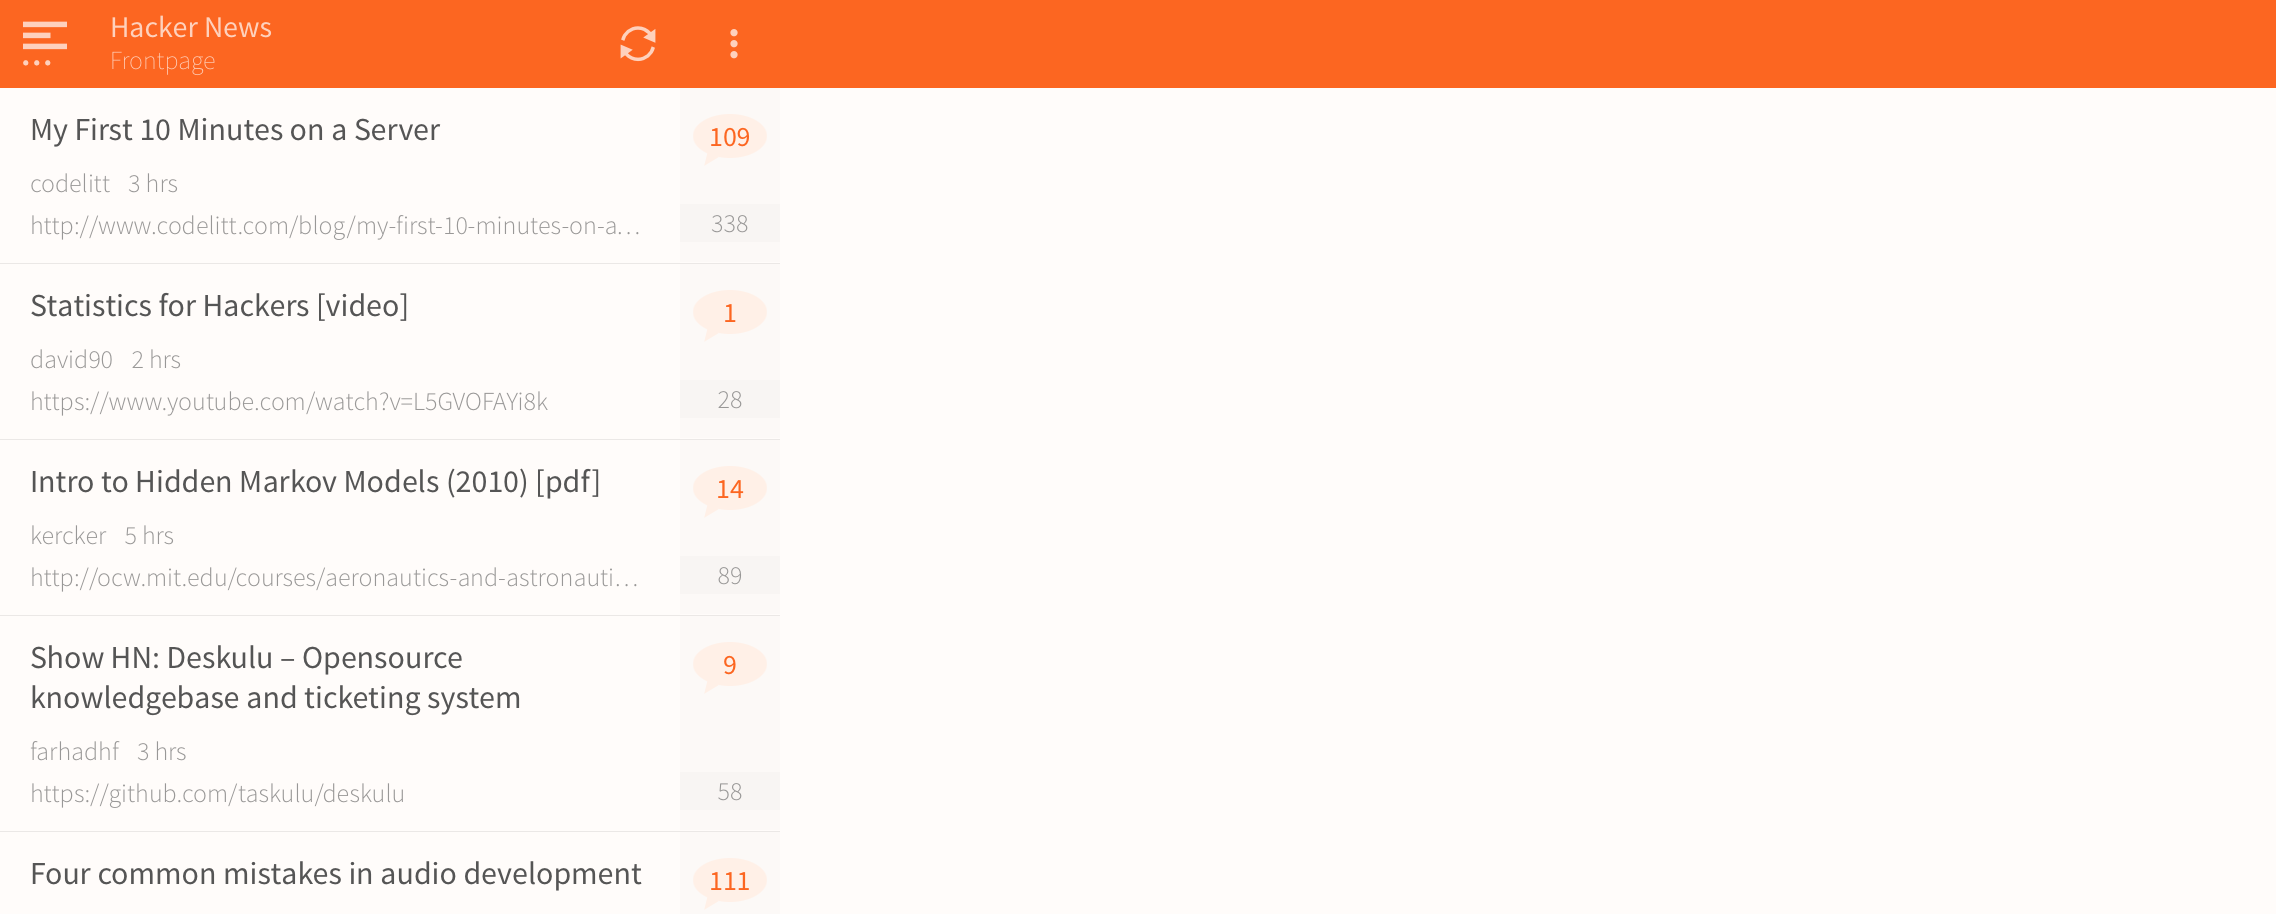 Hacker News
Frontpage
My First 10 Minutes on a Server
109
codelitt 3 hrs
http://www.codelitt.com/blog/my-first-10-minutes-on-a…
338
Statistics for Hackers [video]
1
david90 2 hrs
https://www.youtube.com/watch?v=L5GVOFAYi8k
28
Intro to Hidden Markov Models (2010) [pdf]
14
kercker 5 hrs
http://ocw.mit.edu/courses/aeronautics-and-astronauti…
89
Show HN: Deskulu – Opensource
knowledgebase and ticketing system
9
farhadhf 3 hrs
https://github.com/taskulu/deskulu
58
Four common mistakes in audio development
111